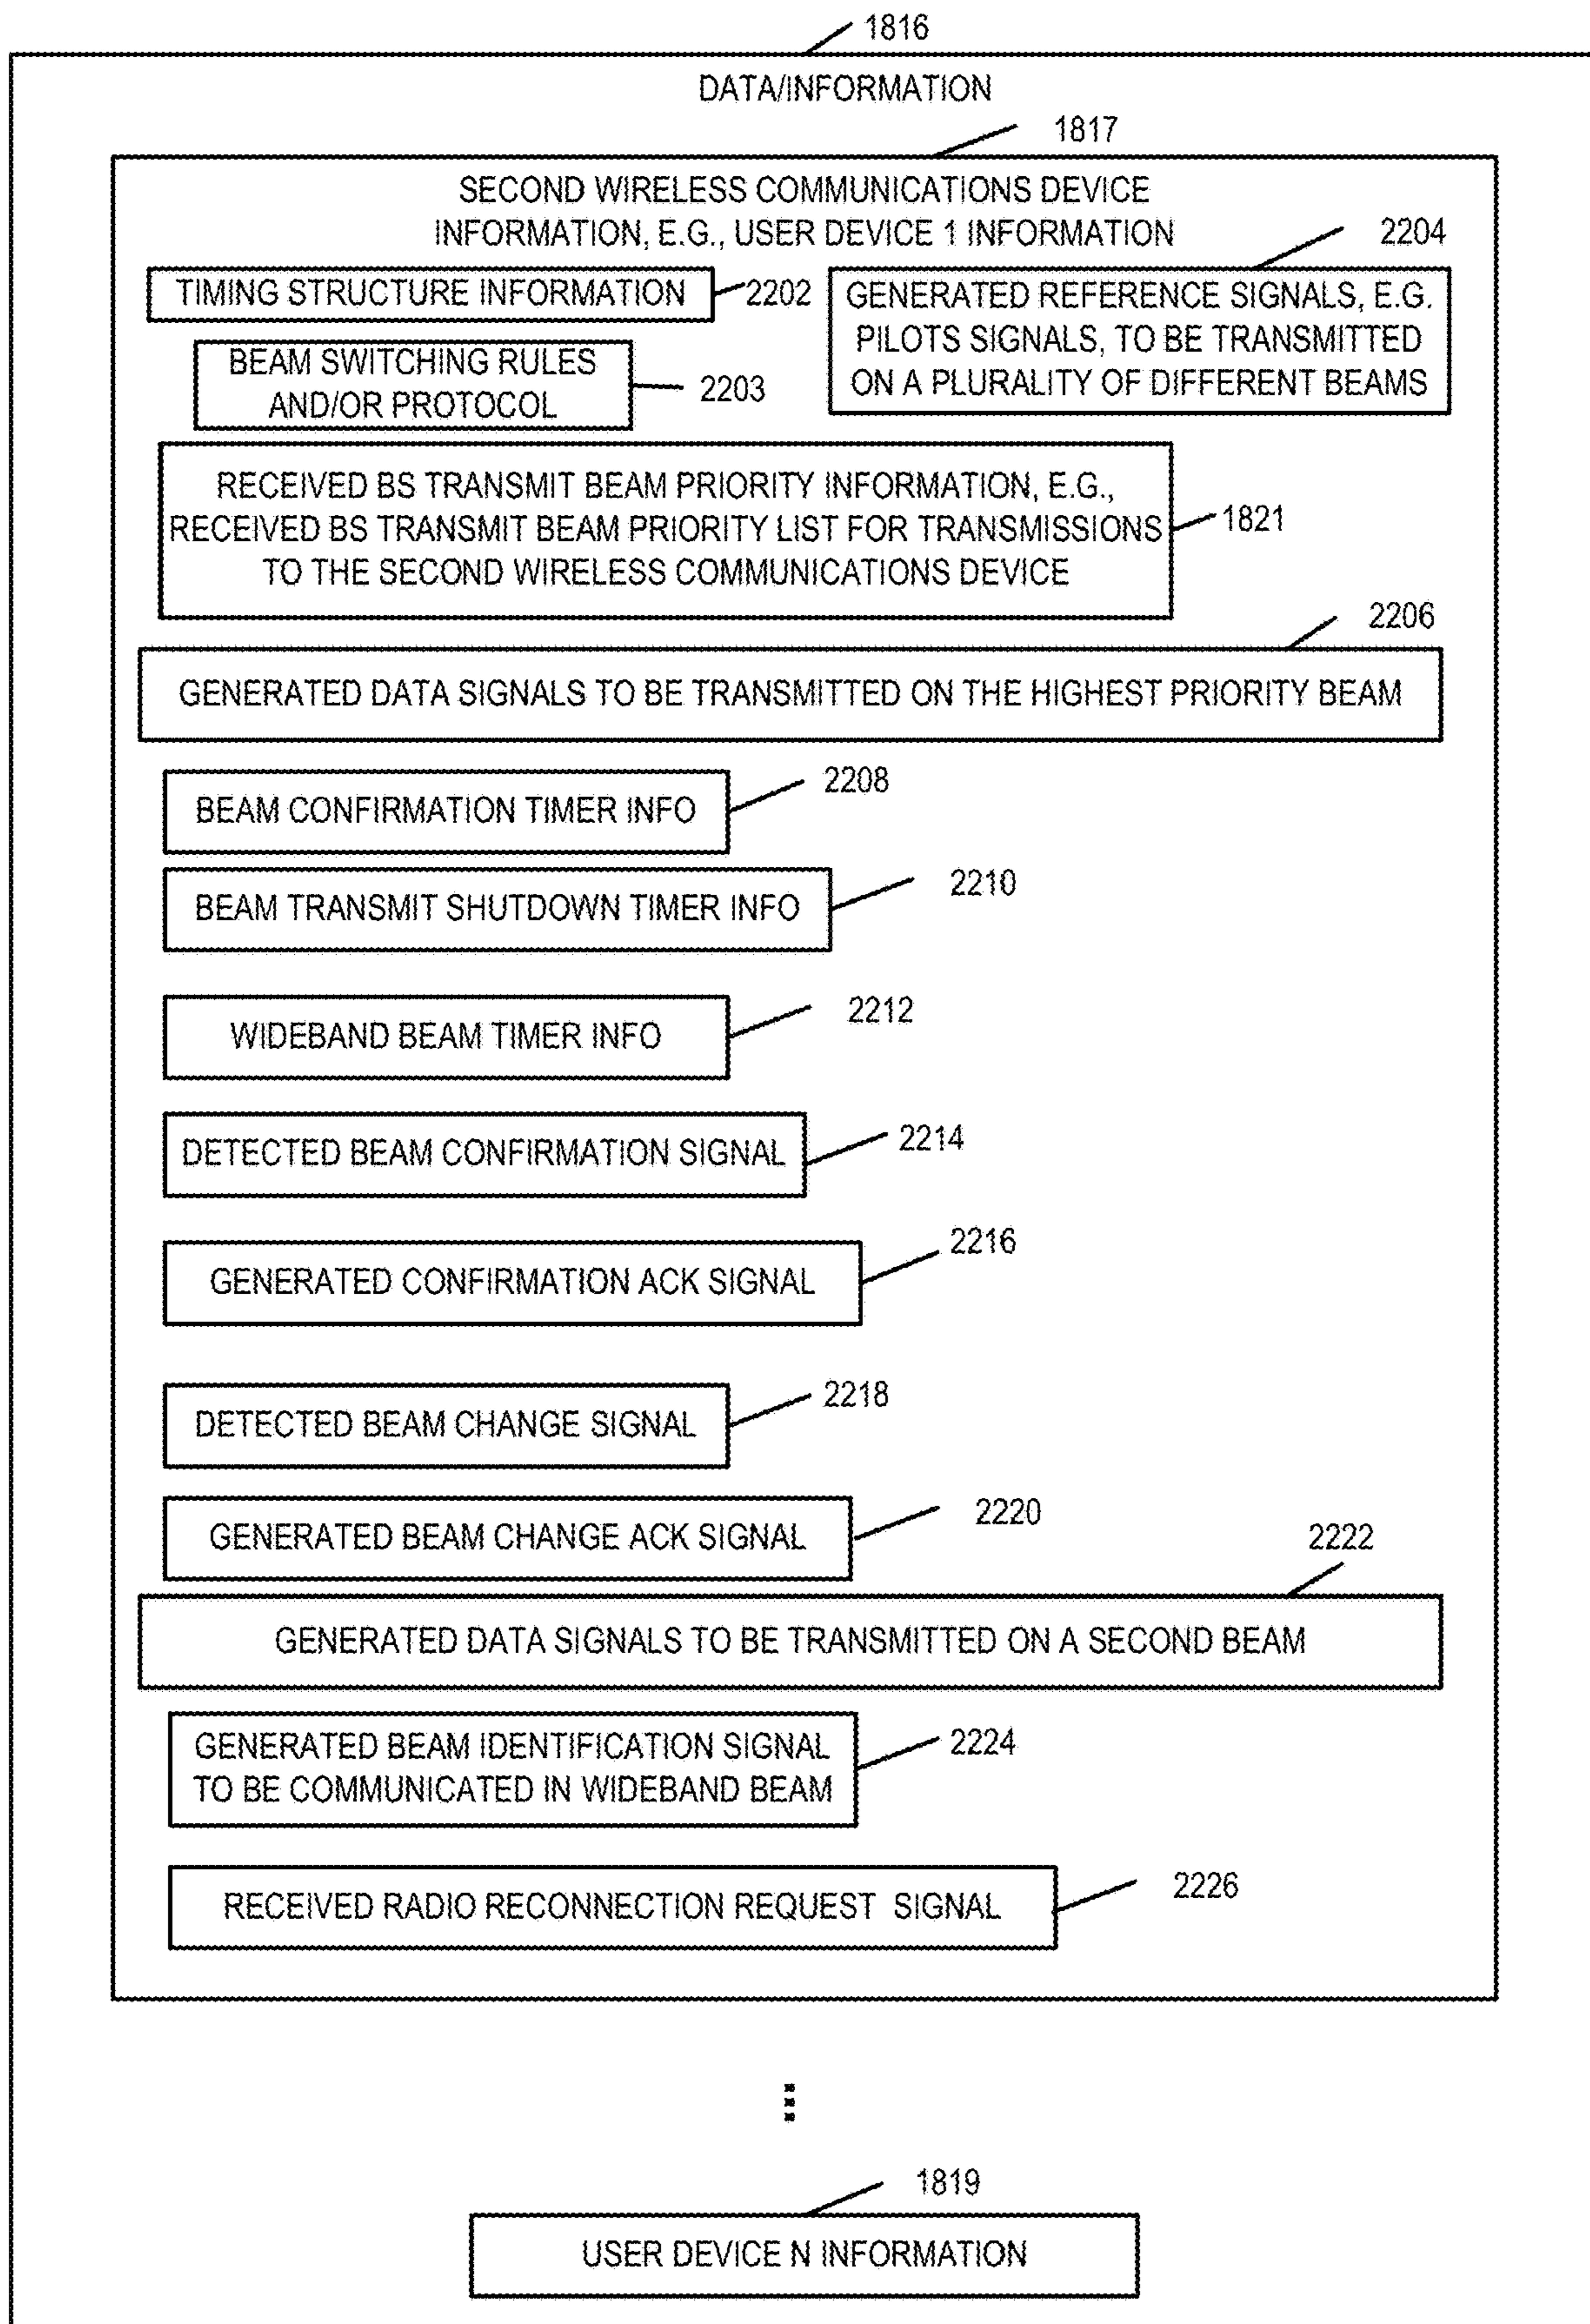 1816
DATA/INFORMATION
1817
SECOND WIRELESS COMMUNICATIONS DEVICE
INFORMATION, E.G., USER DEVICE 1 INFORMATION
2204
TIMING STRUCTURE INFORMATION
2202
GENERATED REFERENCE SIGNALS, E.G.
PILOTS SIGNALS, TO BE TRANSMITTED
ON A PLURALITY OF DIFFERENT BEAMS
BEAM SWITCHING RULES
AND/OR PROTOCOL
2203
RECEIVED BS TRANSMIT BEAM PRIORITY INFORMATION, E.G.,
RECEIVED BS TRANSMIT BEAM PRIORITY LIST FOR TRANSMISSIONS
TO THE SECOND WIRELESS COMMUNICATIONS DEVICE
1821
2206
GENERATED DATA SIGNALS TO BE TRANSMITTED ON THE HIGHEST PRIORITY BEAM
2208
BEAM CONFIRMATION TIMER INFO
2210
BEAM TRANSMIT SHUTDOWN TIMER INFO
2212
WIDEBAND BEAM TIMER INFO
2214
DETECTED BEAM CONFIRMATION SIGNAL
2216
GENERATED CONFIRMATION ACK SIGNAL
2218
DETECTED BEAM CHANGE SIGNAL
2220
GENERATED BEAM CHANGE ACK SIGNAL
2222
GENERATED DATA SIGNALS TO BE TRANSMITTED ON A SECOND BEAM
GENERATED BEAM IDENTIFICATION SIGNAL
TO BE COMMUNICATED IN WIDEBAND BEAM
2224
RECEIVED RADIO RECONNECTION REQUEST SIGNAL
2226
1819
USER DEVICE N INFORMATION